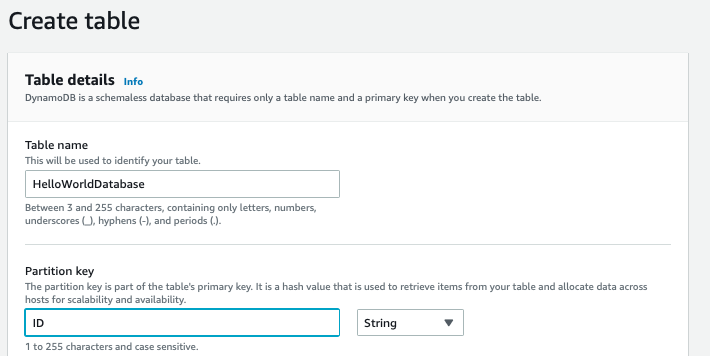 Create table
Table details Info
DynamoDB is a schemaless database that requires only a table name and a primary key when you create the table.
Table name
This will be used to identify your table.
HelloWorldDatabase
Between 3 and 255 characters, containing only letters, numbers,
underscores (_), hyphens (-), and periods (.).
Partition key
The partition key is part of the table's primary key. It is a hash value that is used to retrieve items from your table and allocate data across
hosts for scalability and availability.
ID String
1 to 255 characters and case sensitive.